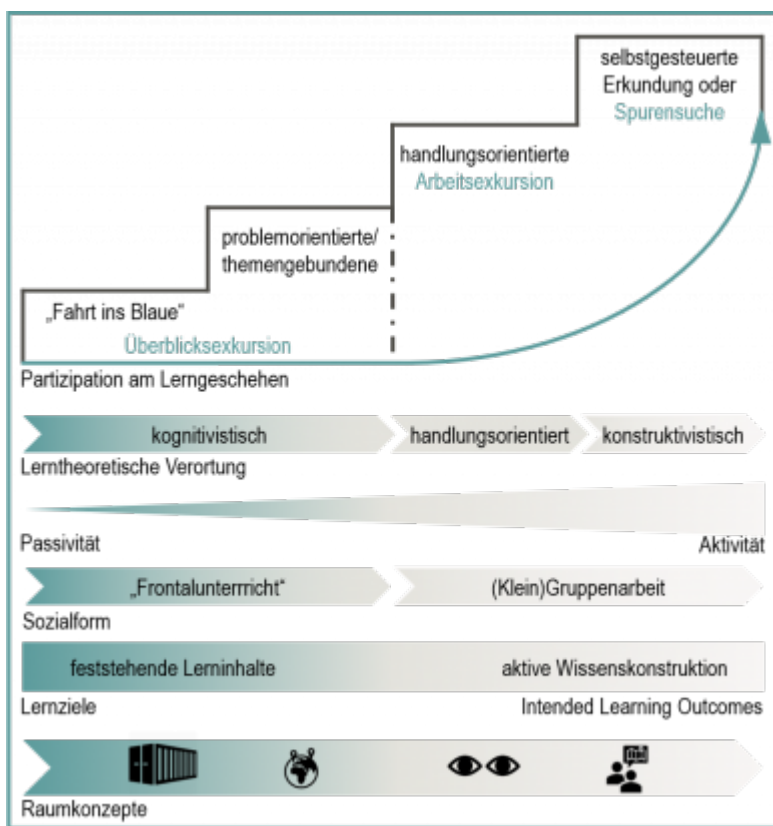 selbstgesteuerte
Erkundung oder
Spurensuche
handlungsorientierte
Arbeitsexkursion
problemorientierte/
themengebundene
„Fahrt ins Blaue“
Überblicksexkursion
Partizipation am Lerngeschehen
kognitivistisch handlungsorientiert konstruktivistisch
Lerntheoretische Verortung
Passivität Aktivität
„Frontalunterrricht“ (Klein)Gruppenarbeit
Sozialform
feststehende Lerninhalte aktive Wissenskonstruktion
Lernziele Intended Learning Outcomes
Raumkonzepte